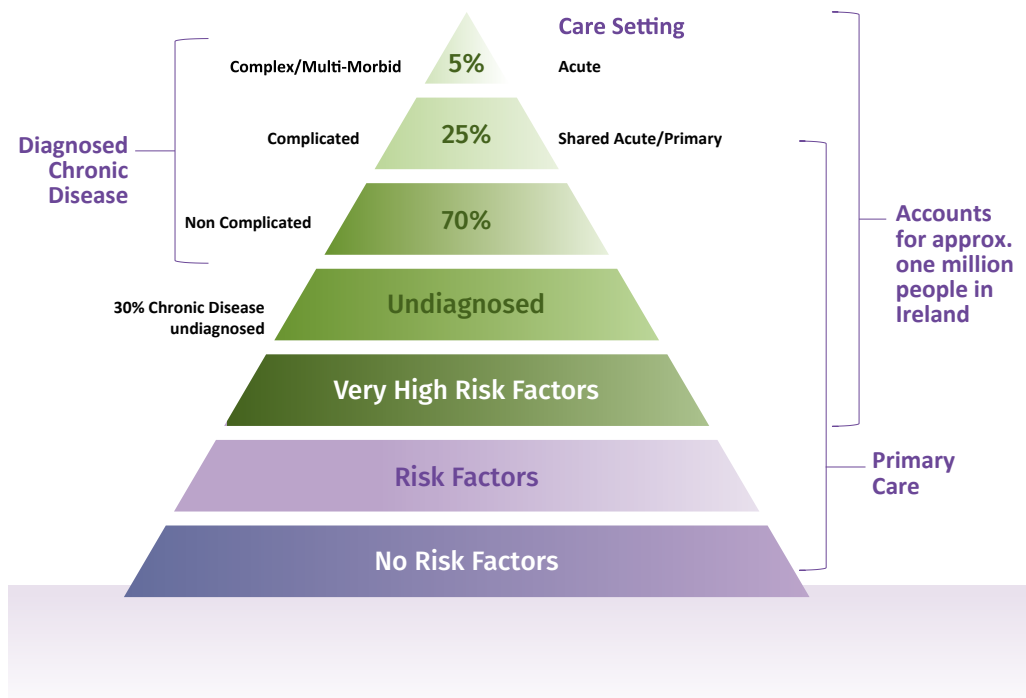 Care Setting
Complex/Multi-Morbid
5%
Acute
Complicated
25%
Shared Acute/Primary
Diagnosed
Chronic
Disease
Non Complicated
70%
Accounts
for approx.
one million
people in
Ireland
30% Chronic Disease
undiagnosed
Undiagnosed
Very High Risk Factors
Risk Factors
Primary
Care
No Risk Factors